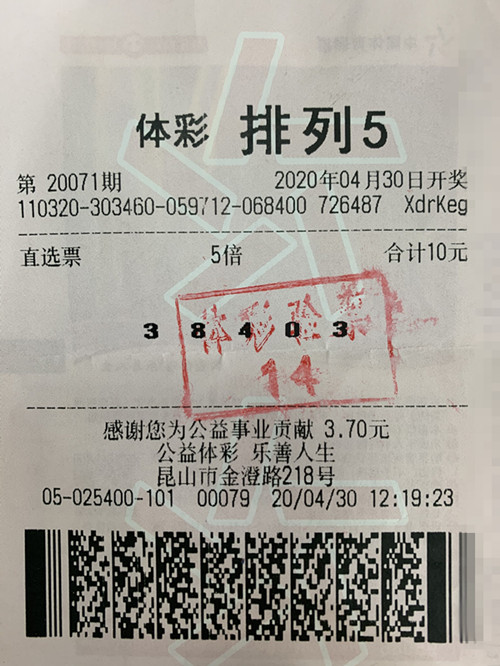 体彩 排列5
第 20071期 2020年04月30日开奖
110320-303460-059712-068400 726487 XdrKeg
直选票 5倍 合计10元
体彩验票
3 8 4 0 3
14
感谢您为公益事业贡献 3.70元
公益体彩 乐善人生
昆山市金澄路218号
05-025400-101 00079 20/04/30 12:19:23